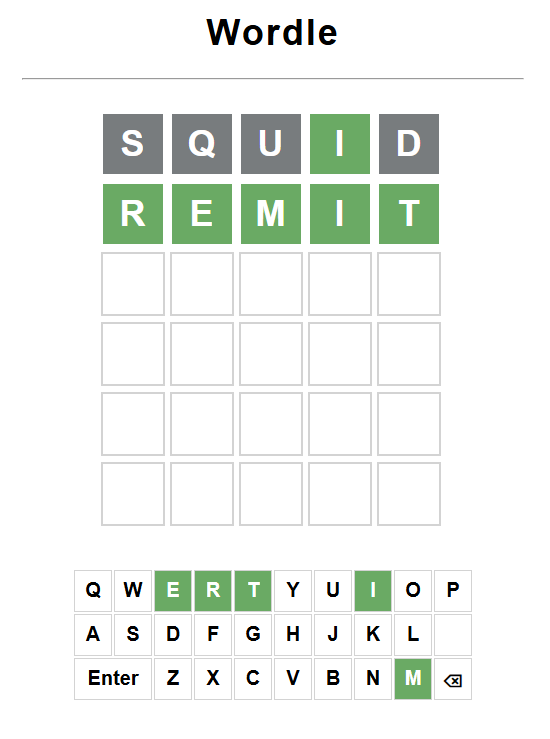 Wordle
S Q U I D
R E M I T
Q W E R T Y U I O P
A S D F G H J K L
Enter Z X C V B N M ⌫